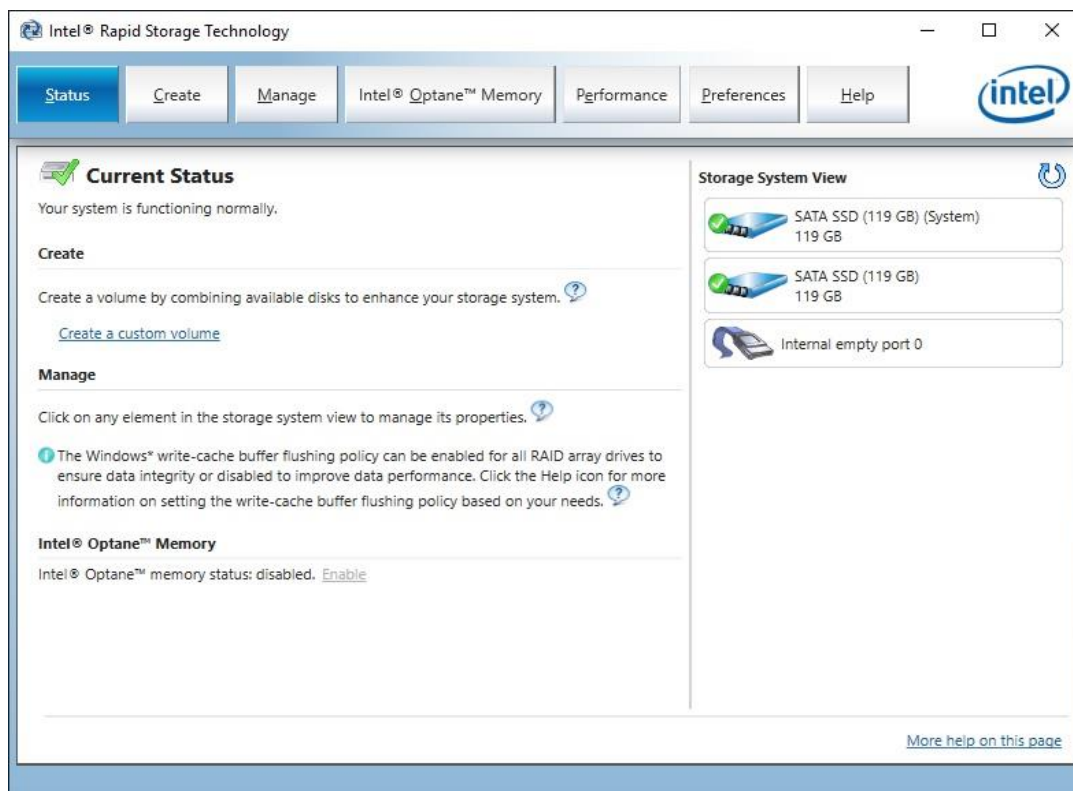 Intel® Rapid Storage Technology
Status
Create
Manage
Intel® Optane™ Memory
Performance
Preferences
Help
intel
Current Status
Your system is functioning normally.
Create
Create a volume by combining available disks to enhance your storage system.
Create a custom volume
Manage
Click on any element in the storage system view to manage its properties.
The Windows* write-cache buffer flushing policy can be enabled for all RAID array drives to
ensure data integrity or disabled to improve data performance. Click the Help icon for more
information on setting the write-cache buffer flushing policy based on your needs.
Intel® Optane™ Memory
Intel® Optane™ memory status: disabled. Enable
Storage System View
SATA SSD (119 GB) (System)
119 GB
SATA SSD (119 GB)
119 GB
Internal empty port 0
More help on this page